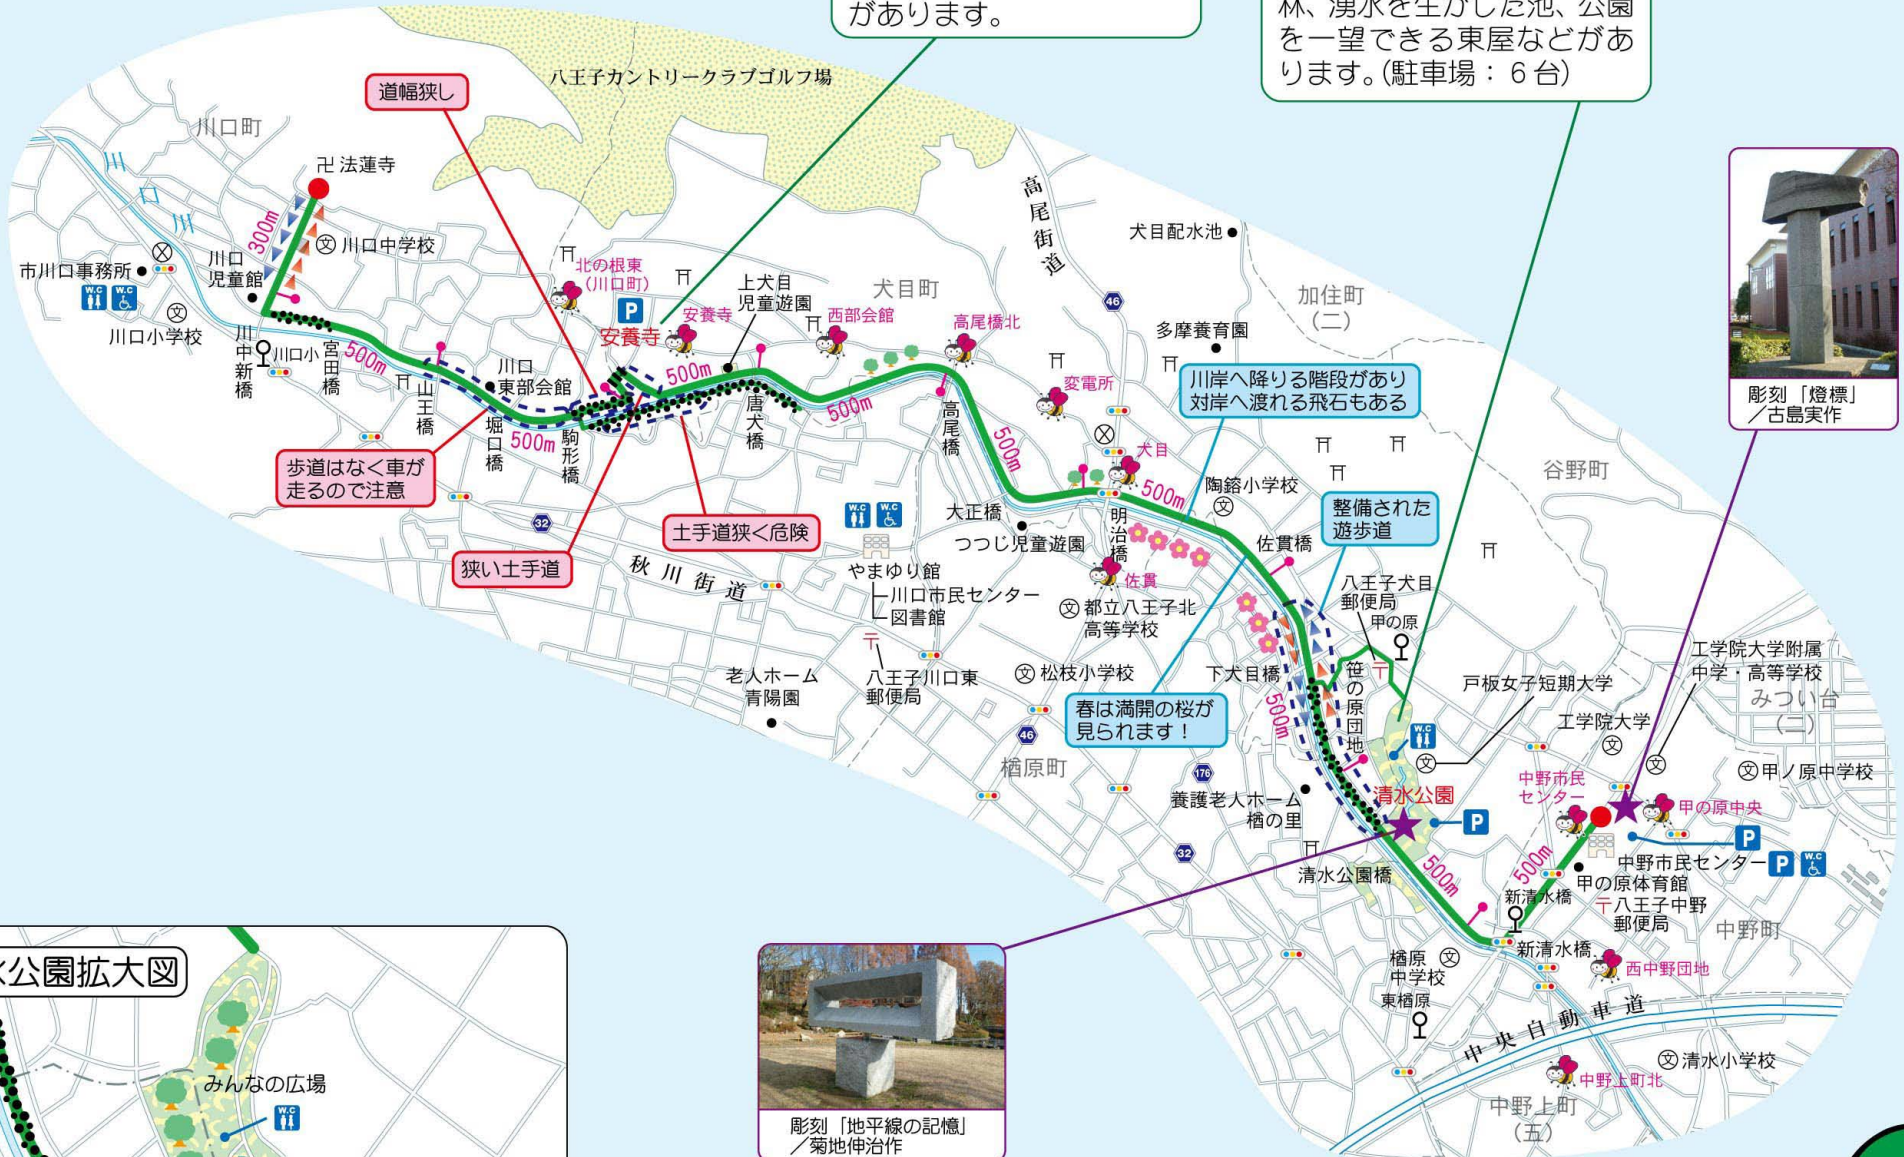 があります。
林、湧水を生かした池、公園
を一望できる東屋などがあ
ります。(駐車場：６台)
八王子カントリークラブゴルフ場
道幅狭し
川口町
卍 法蓮寺
300m
文 川口中学校
川口川
市川口事務所
W.C
W.C
川口
児童館
文
川口小学校
川中新橋
川口小
宮田橋
500m
山王橋
川口
東部会館
堀口橋
500m
駒形橋
歩道はなく車が
走るので注意
狭い土手道
土手道狭く危険
北の根東
(川口町)
P
安養寺
安養寺
上犬目
児童遊園
500m
唐犬橋
西部会館
犬目町
500m
高尾橋北
高尾橋
高尾街道
46
犬目配水池
加住町
(二)
多摩養育園
変電所
500m
川岸へ降りる階段があり
対岸へ渡れる飛石もある
犬目
500m
陶鎔小学校
文
整備された
遊歩道
谷野町
彫刻「燈標」
／古島実作
32
秋川街道
W.C
W.C
やまゆり館
川口市民センター
図書館
〒
八王子川口東
郵便局
老人ホーム
青陽園
大正橋
つつじ児童遊園
明治橋
佐貫
文 都立八王子北
高等学校
文 松枝小学校
佐貫橋
八王子犬目
郵便局
〒
甲の原
下犬目橋
笹の原団地
500m
春は満開の桜が
見られます！
46
楢原町
176
養護老人ホーム
楢の里
32
清水公園
W.C
P
清水公園橋
500m
戸板女子短期大学
文
工学院大学
文
工学院大学附属
中学・高等学校
文
みつい台
(二)
文 甲ノ原中学校
中野市民
センター
甲の原中央
P
中野市民センター
P
W.C
甲の原体育館
500m
〒八王子中野
郵便局
新清水橋
新清水橋
中野町
西中野団地
楢原
中学校
文
東楢原
中央自動車道
文 清水小学校
中野上町北
中野上町
(五)
彫刻「地平線の記憶」
／菊地伸治作
公園拡大図
みんなの広場
W.C